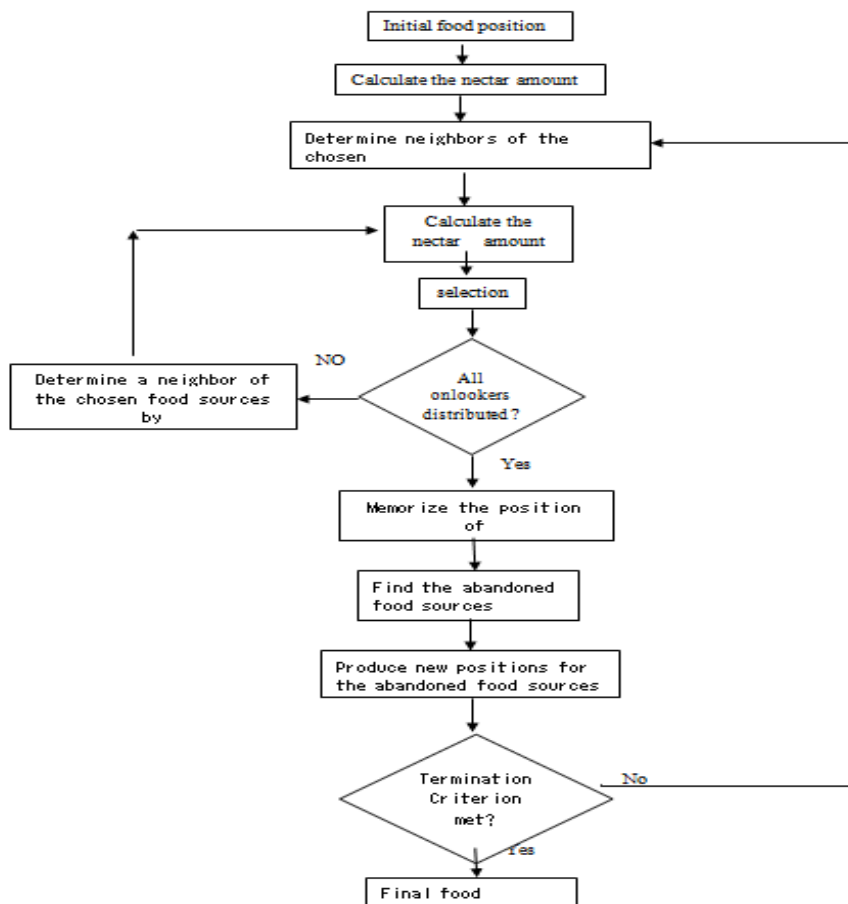 Initial food position
Calculate the nectar amount
Determine neighbors of the
chosen
Calculate the
nectar amount
selection
NO
All
onlookers
distributed?
Determine a neighbor of
the chosen food sources
by
Yes
Memorize the position
of
Find the abandoned
food sources
Produce new positions for
the abandoned food sources
Termination
Criterion
met?
No
Yes
Final food